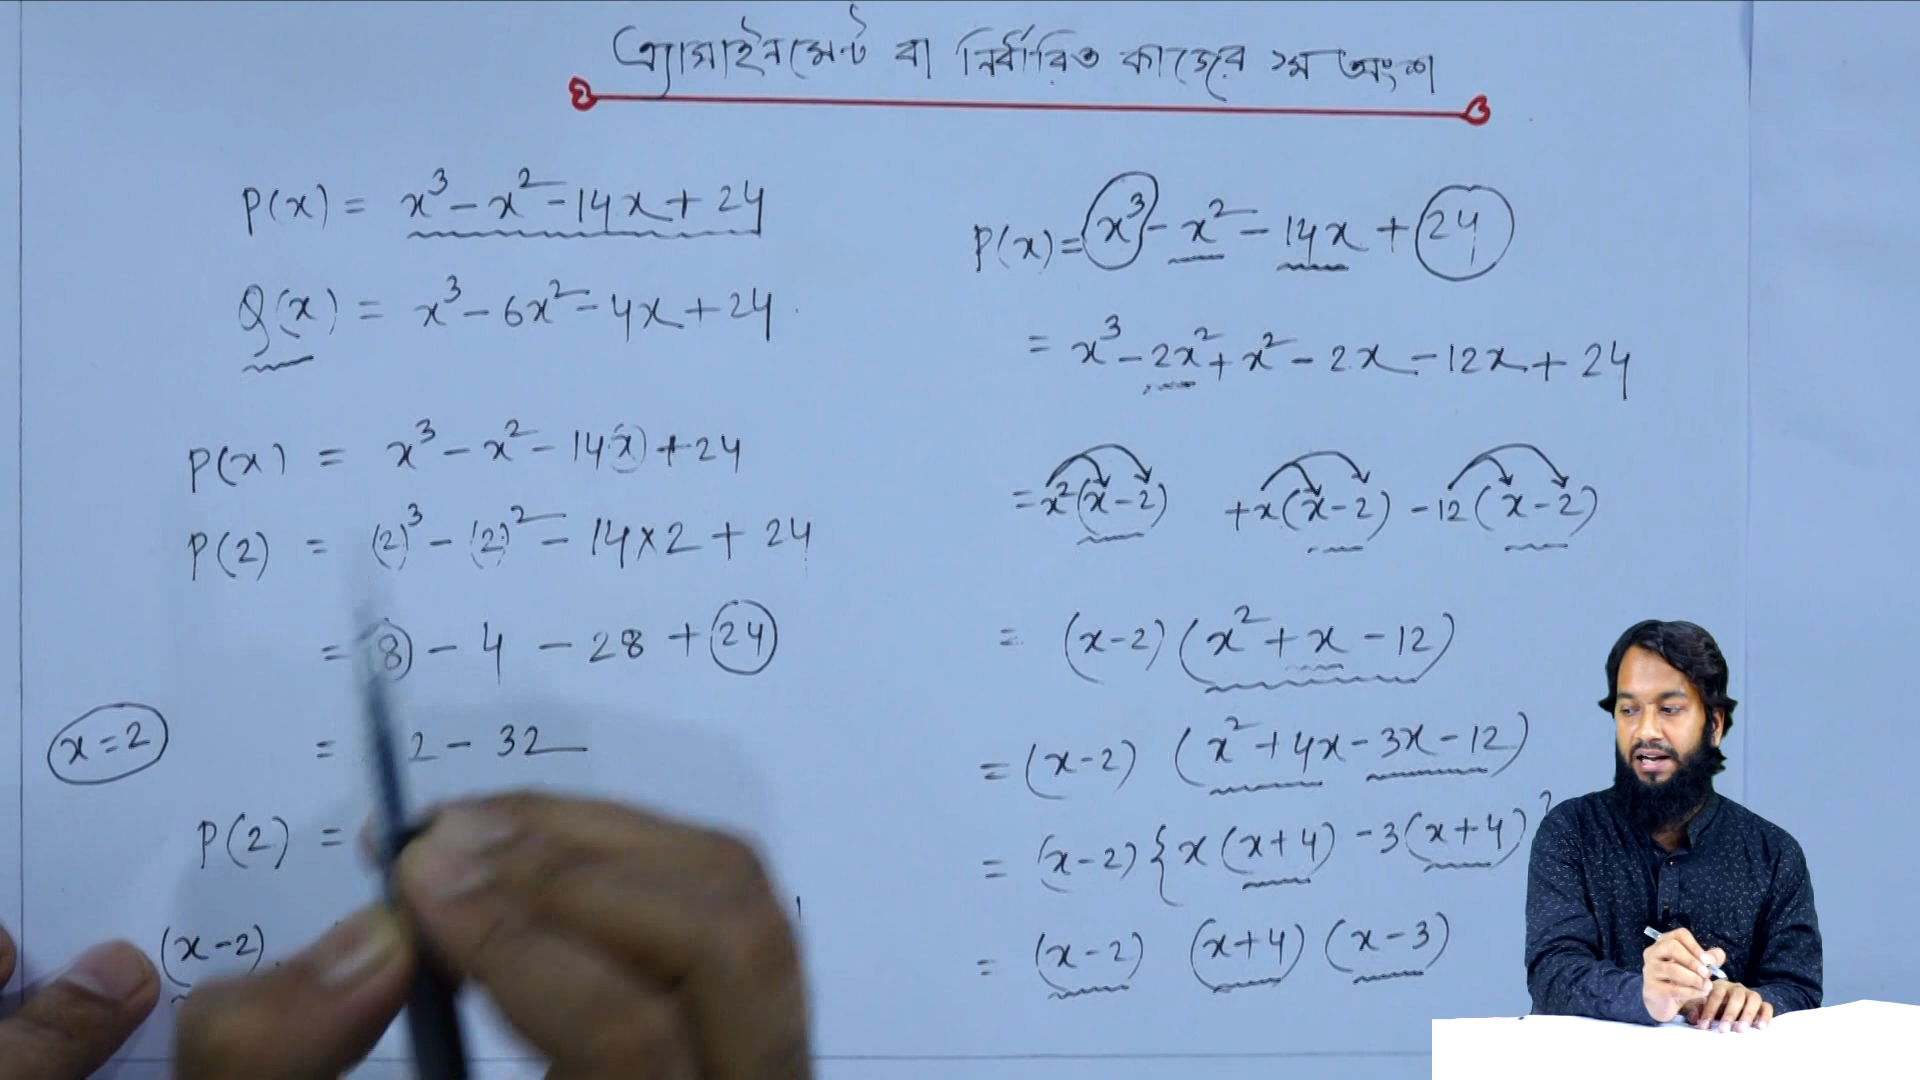 এ্যাসাইনমেন্ট বা নির্ধারিত কাজের ১ম অংশ
P(x) = x³ - x² - 14x + 24
Q(x) = x³ - 6x² - 4x + 24
P(x) = x³ - x² - 14x + 24
P(2) = (2)³ - (2)² - 14×2 + 24
= 8 - 4 - 28 + 24
x=2
= 2 - 32
P(2) =
(x-2)
P(x) = x³ - x² - 14x + 24
= x³ - 2x² + x² - 2x - 12x + 24
= x²(x-2) +x(x-2) -12(x-2)
= (x-2) (x² + x - 12)
= (x-2) (x² + 4x - 3x - 12)
= (x-2) {x(x+4) -3(x+4)}
= (x-2) (x+4) (x-3)